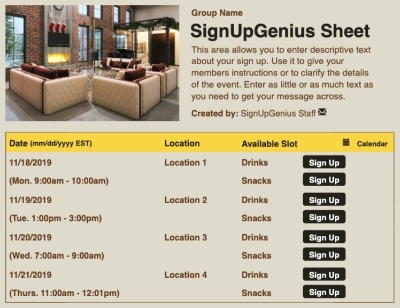 Group Name
SignUpGenius Sheet
This area allows you to enter descriptive text
about your sign up. Use it to give your
members instructions or to clarify the details
of the event. Enter as little or as much text as
you need to get your message across.
Created by: SignUpGenius Staff
Date (mm/dd/yyyy EST) Location Available Slot Calendar
11/18/2019 Location 1 Drinks Sign Up
(Mon. 9:00am - 10:00am) Snacks Sign Up
11/19/2019 Location 2 Drinks Sign Up
(Tue. 1:00pm - 3:00pm) Snacks Sign Up
11/20/2019 Location 3 Drinks Sign Up
(Wed. 7:00am - 9:00am) Snacks Sign Up
11/21/2019 Location 4 Drinks Sign Up
(Thurs. 11:00am - 12:01pm) Snacks Sign Up